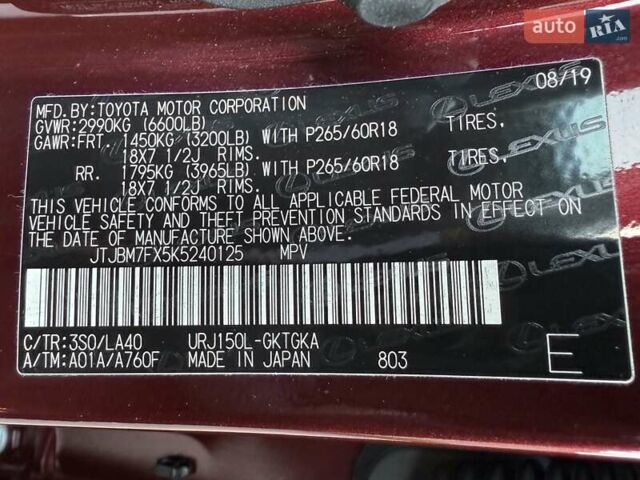 auto RIA .com
08/19
MFD.BY:TOYOTA MOTOR CORPORATION
GVWR:2990KG (6600LB)
GAWR:FRT. 1450KG (3200LB) WITH P265/60R18 TIRES.
18X7 1/2J RIMS.
RR. 1795KG (3965LB) WITH P265/60R18 TIRES,
18X7 1/2J RIMS.
THIS VEHICLE CONFORMS TO ALL APPLICABLE FEDERAL MOTOR
VEHICLE SAFETY AND THEFT PREVENTION STANDARDS IN EFFECT ON
THE DATE OF MANUFACTURE SHOWN ABOVE.
JTJBM7FX5K5240125 MPV
C/TR:3S0/LA40 URJ150L-GKTGKA
A/TM:A01A/A760F MADE IN JAPAN 803 E
LEXUS